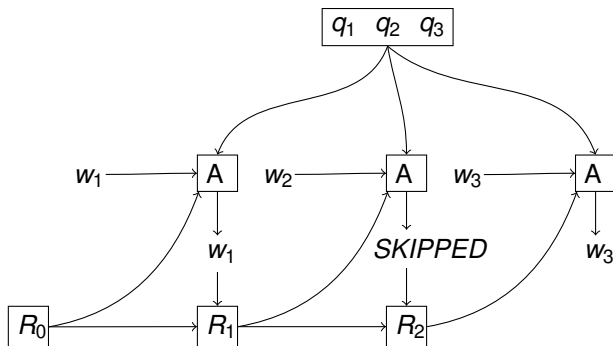 q₁ q₂ q₃
w₁ A w₂ A w₃ A
w₁ SKIPPED w₃
R₀ R₁ R₂